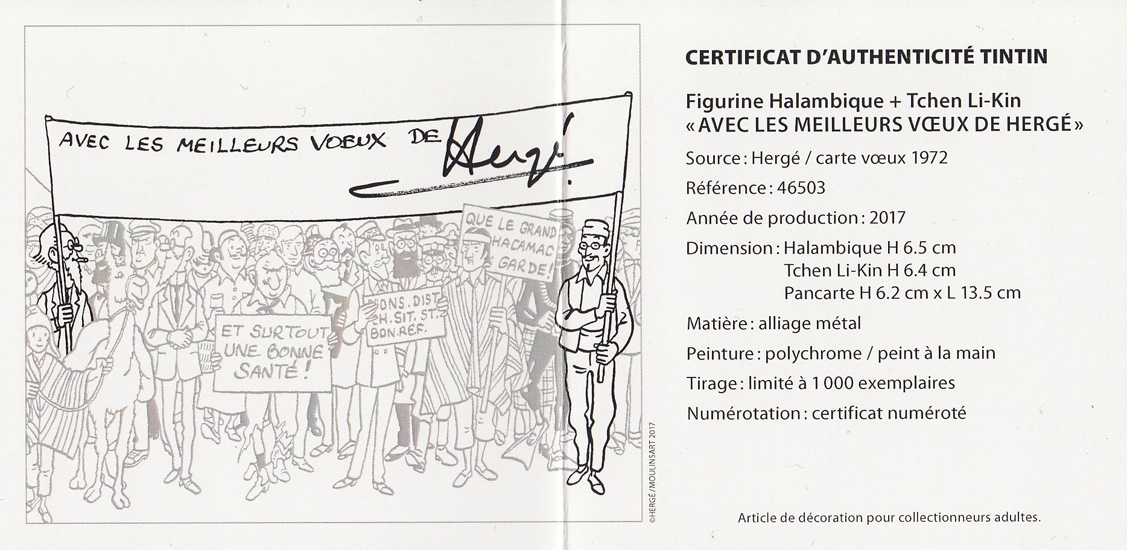 AVEC LES MEILLEURS VOEUX DE Hergé
QUE LE GRAND
HACAMAC
GARDE!
ONS. DIST.
CH. SIT. ST.
BON. REF.
ET SURTOUT
UNE BONNE
SANTÉ!
©HERGÉ/MOULINSART 2017
CERTIFICAT D'AUTHENTICITÉ TINTIN
Figurine Halambique + Tchen Li-Kin
« AVEC LES MEILLEURS VŒUX DE HERGÉ »
Source : Hergé / carte vœux 1972
Référence : 46503
Année de production : 2017
Dimension : Halambique H 6.5 cm
Tchen Li-Kin H 6.4 cm
Pancarte H 6.2 cm x L 13.5 cm
Matière : alliage métal
Peinture : polychrome / peint à la main
Tirage : limité à 1 000 exemplaires
Numérotation : certificat numéroté
Article de décoration pour collectionneurs adultes.